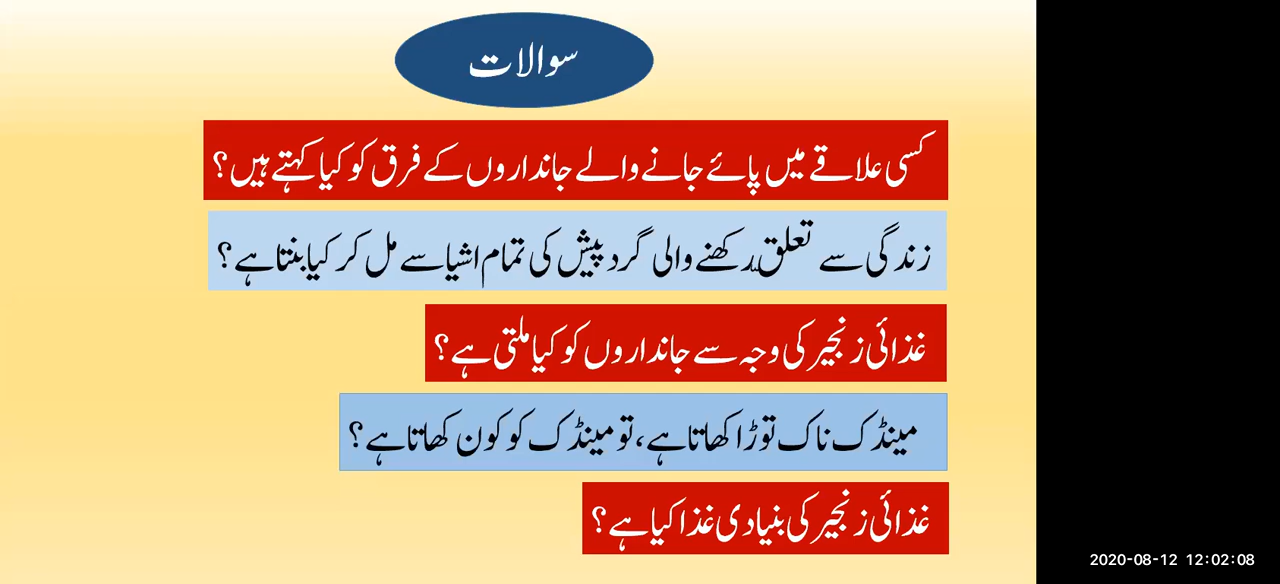 سوالات
کسی علاقے میں پائے جانے والے جانداروں کے فرق کو کیا کہتے ہیں؟
زندگی سے تعلق رکھنے والی گرد پیش کی تمام اشیا سے مل کر کیا بنتا ہے؟
غذائی زنجیر کی وجہ سے جانداروں کو کیا ملتی ہے؟
مینڈک ناک توڑا کھاتا ہے، تو مینڈک کو کون کھاتا ہے؟
غذائی زنجیر کی بنیادی غذا کیا ہے؟
2020-08-12 12:02:08